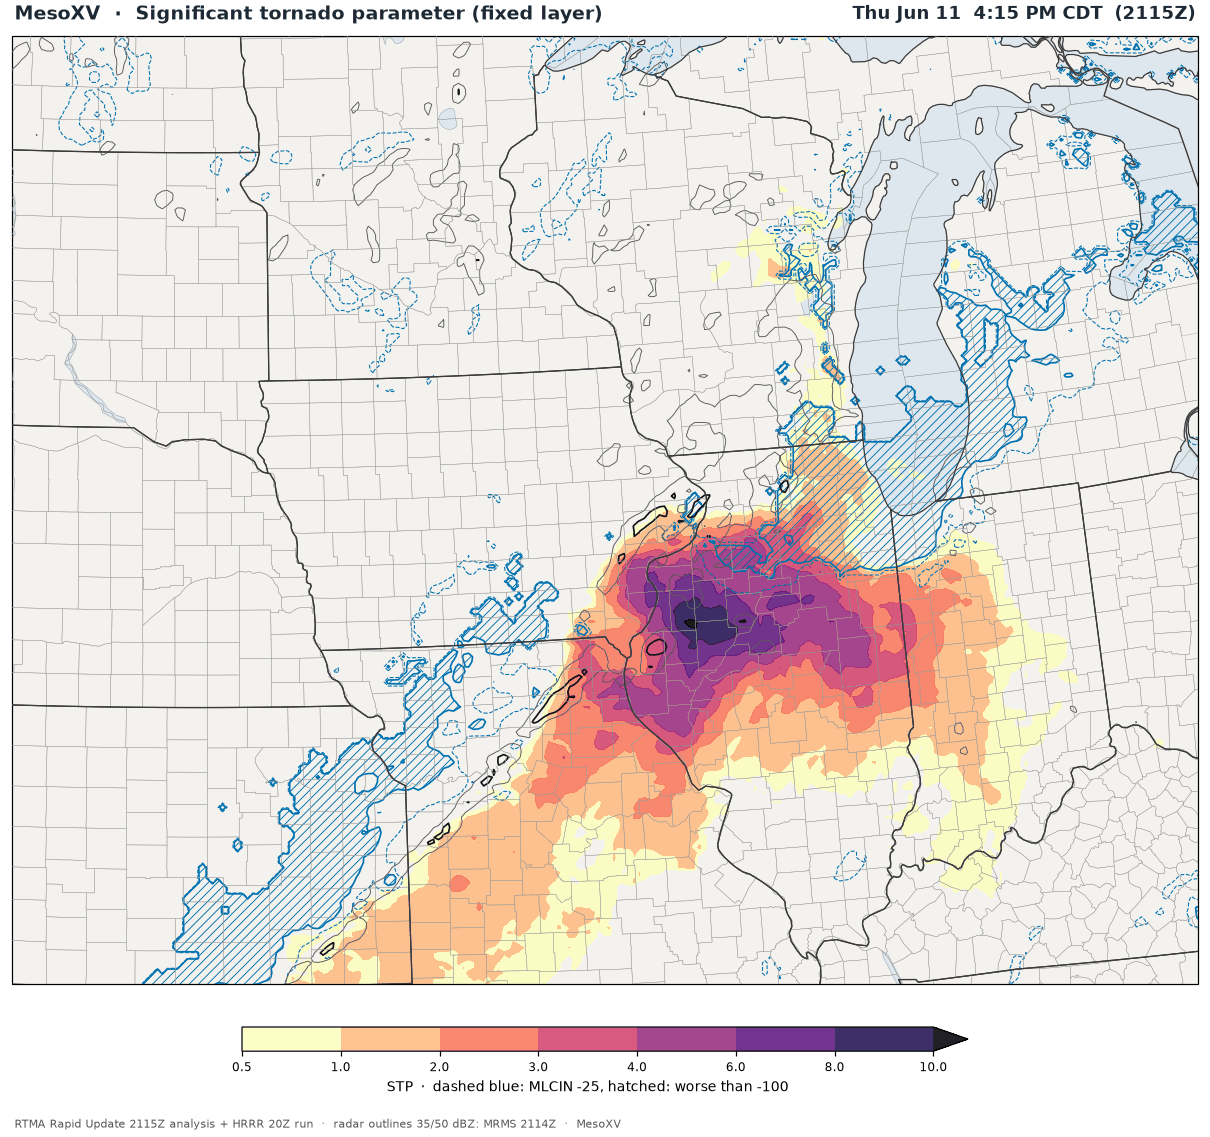 MesoXV · Significant tornado parameter (fixed layer)
Thu Jun 11 4:15 PM CDT (2115Z)
0.5 1.0 2.0 3.0 4.0 6.0 8.0 10.0
STP · dashed blue: MLCIN -25, hatched: worse than -100
RTMA Rapid Update 2115Z analysis + HRRR 20Z run · radar outlines 35/50 dBZ: MRMS 2114Z · MesoXV